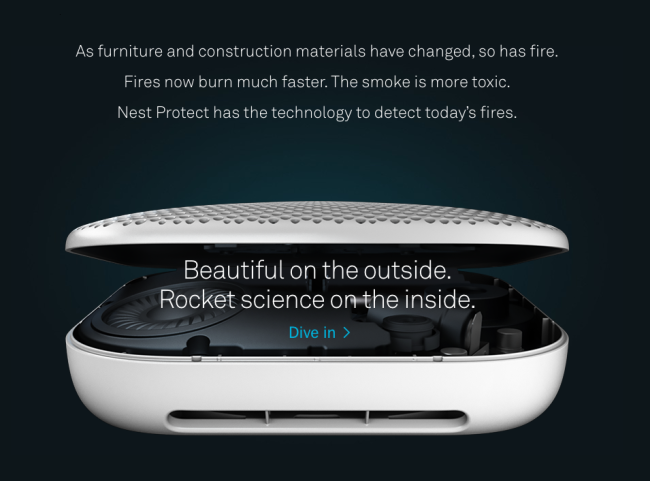 As furniture and construction materials have changed, so has fire.
Fires now burn much faster. The smoke is more toxic.
Nest Protect has the technology to detect today’s fires.
Beautiful on the outside.
Rocket science on the inside.
Dive in >